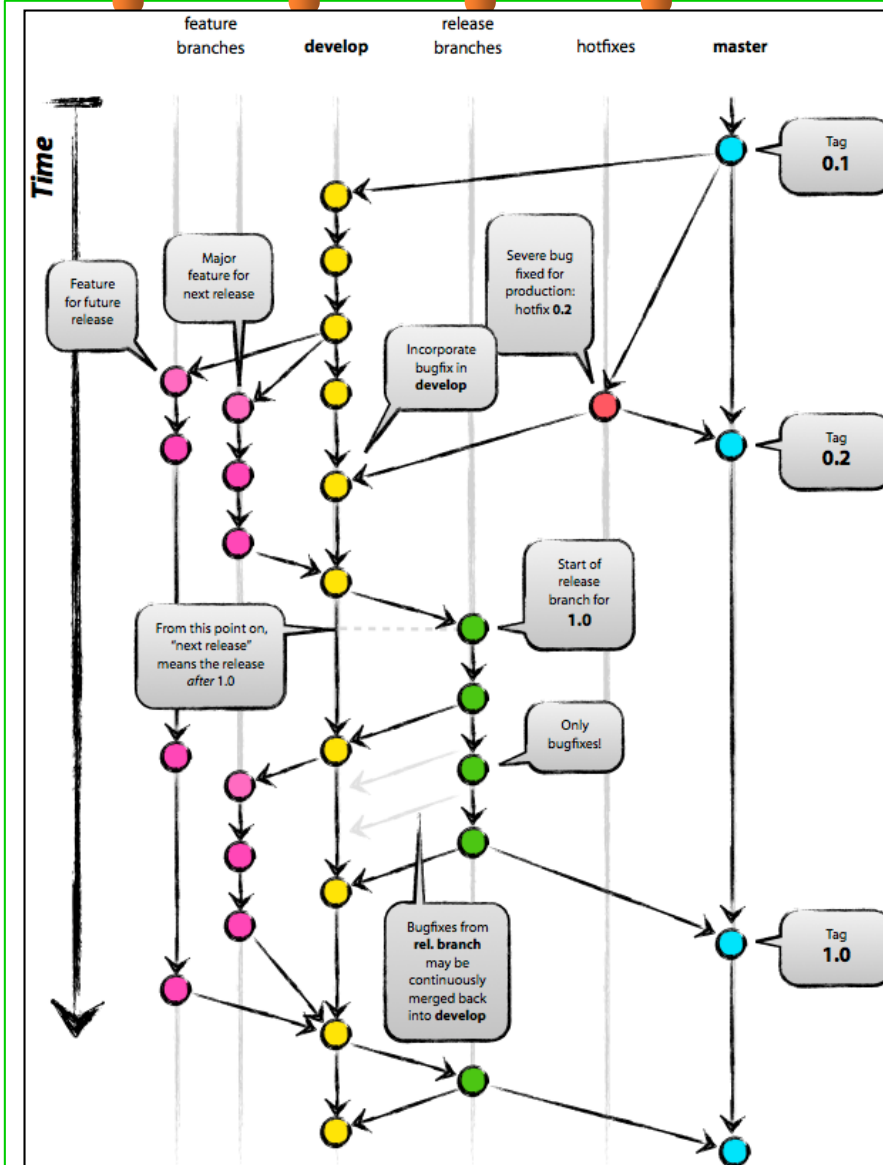 feature
branches
develop
release
branches
hotfixes
master
Time
Tag
0.1
Feature
for future
release
Major
feature for
next release
Severe bug
fixed for
production:
hotfix 0.2
Incorporate
bugfix in
develop
Tag
0.2
Start of
release
branch for
1.0
From this point on,
“next release”
means the release
after 1.0
Only
bugfixes!
Bugfixes from
rel. branch
may be
continuously
merged back
into develop
Tag
1.0